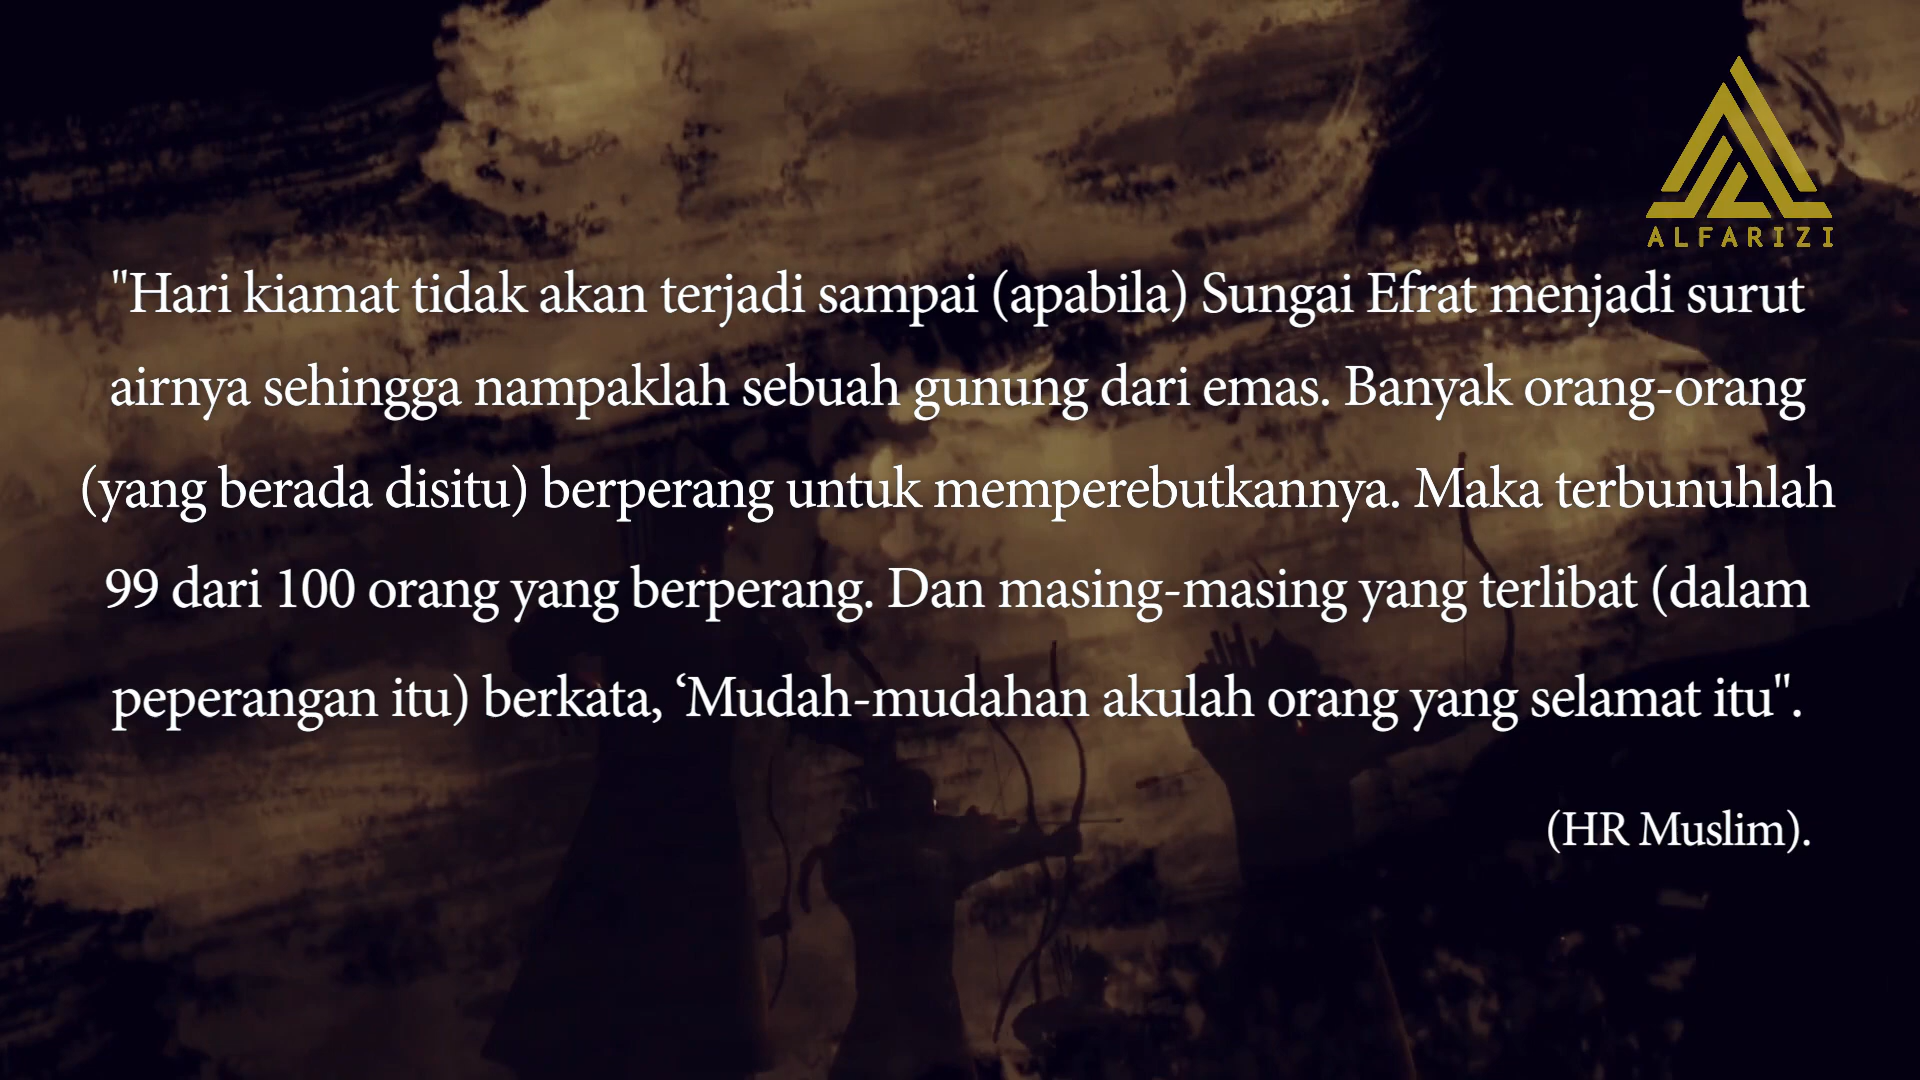 ALFARIZI
"Hari kiamat tidak akan terjadi sampai (apabila) Sungai Efrat menjadi surut
airnya sehingga nampaklah sebuah gunung dari emas. Banyak orang-orang
(yang berada disitu) berperang untuk memperebutkannya. Maka terbunuhlah
99 dari 100 orang yang berperang. Dan masing-masing yang terlibat (dalam
peperangan itu) berkata, ‘Mudah-mudahan akulah orang yang selamat itu".
(HR Muslim).